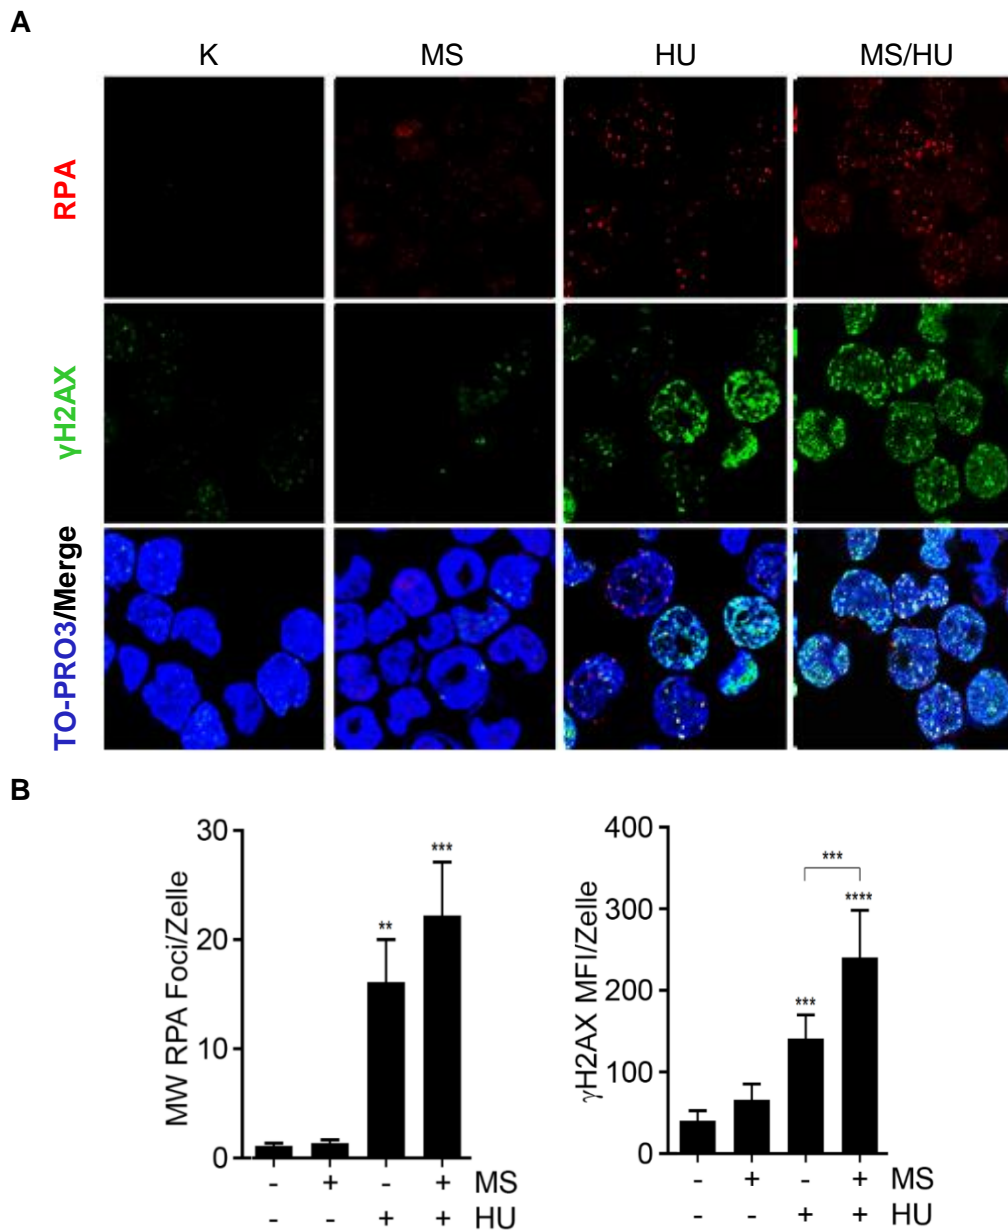 A
K MS HU MS/HU
RPA
γH2AX
TO-PRO3/Merge
B
MW RPA Foci/Zelle
30
20
10
0
**
***
- + - + MS
- - + + HU
γH2AX MFI/Zelle
400
300
200
100
0
***
***
****
- + - + MS
- - + + HU